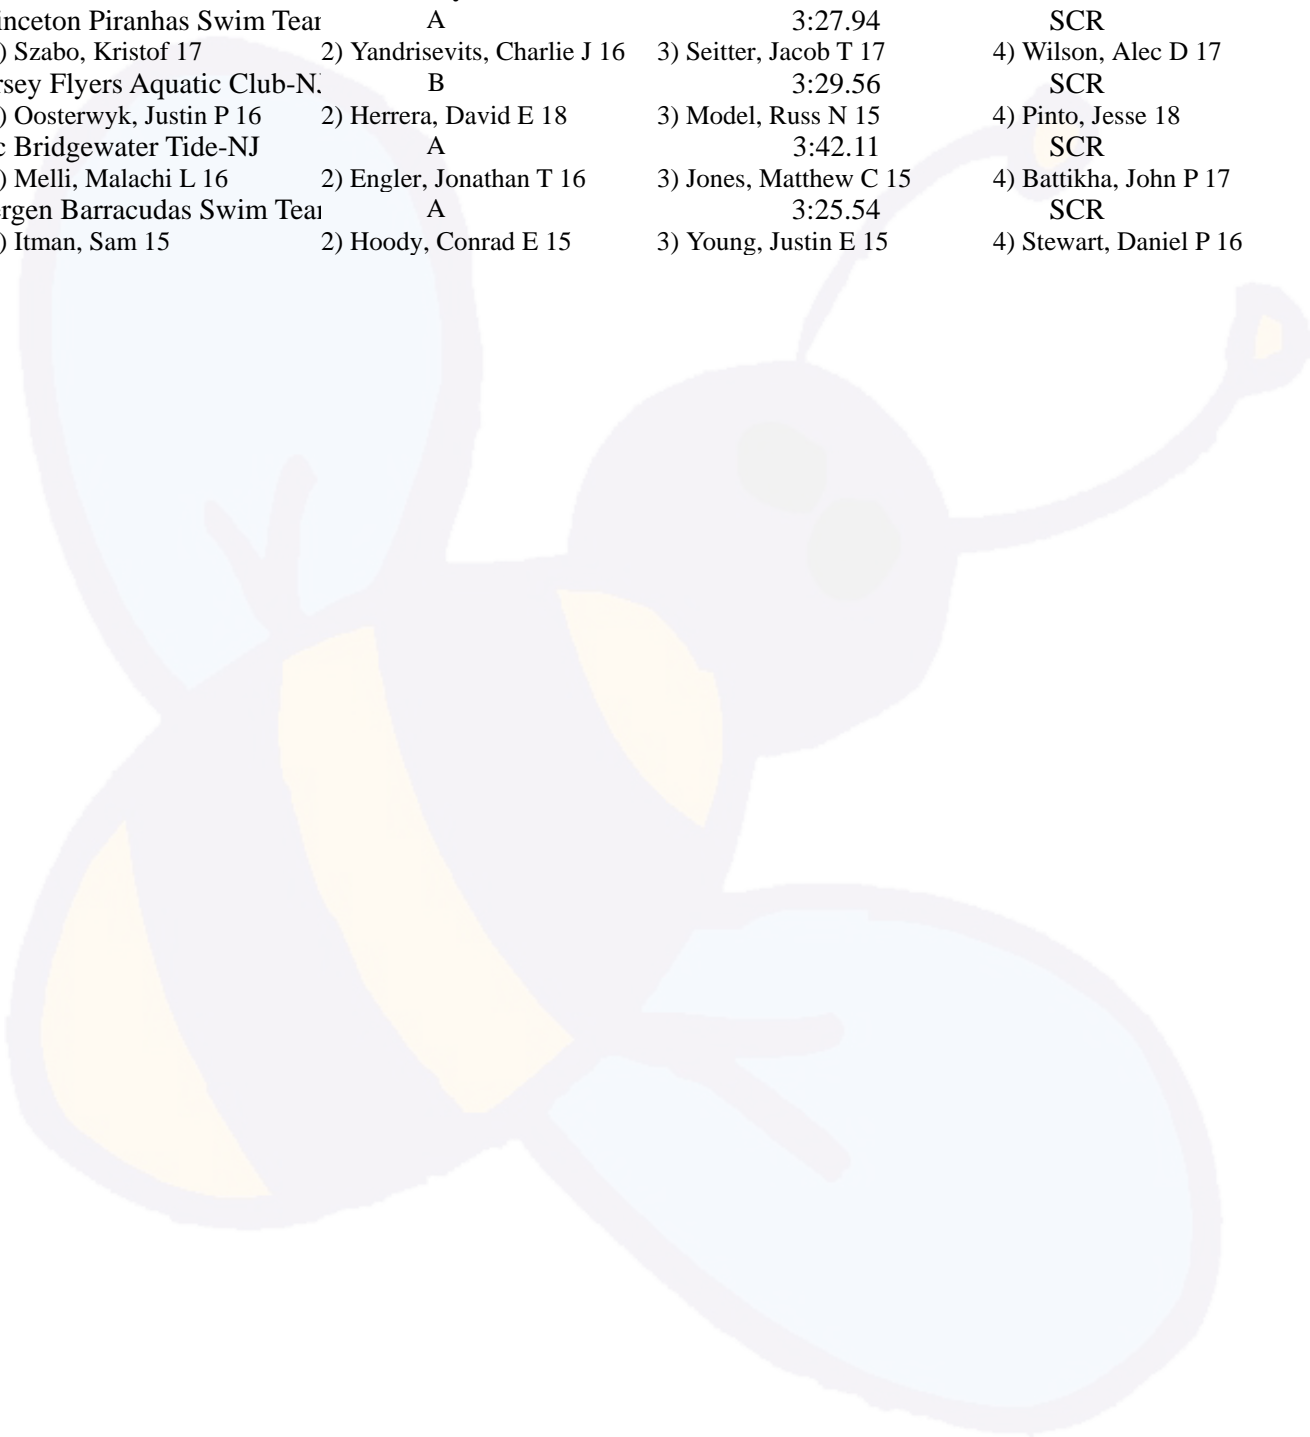 inceton Piranhas Swim Tear A 3:27.94 SCR
) Szabo, Kristof 17 2) Yandrisevits, Charlie J 16 3) Seitter, Jacob T 17 4) Wilson, Alec D 17
rsey Flyers Aquatic Club-NJ B 3:29.56 SCR
) Oosterwyk, Justin P 16 2) Herrera, David E 18 3) Model, Russ N 15 4) Pinto, Jesse 18
c Bridgewater Tide-NJ A 3:42.11 SCR
) Melli, Malachi L 16 2) Engler, Jonathan T 16 3) Jones, Matthew C 15 4) Battikha, John P 17
ergen Barracudas Swim Tear A 3:25.54 SCR
) Itman, Sam 15 2) Hoody, Conrad E 15 3) Young, Justin E 15 4) Stewart, Daniel P 16